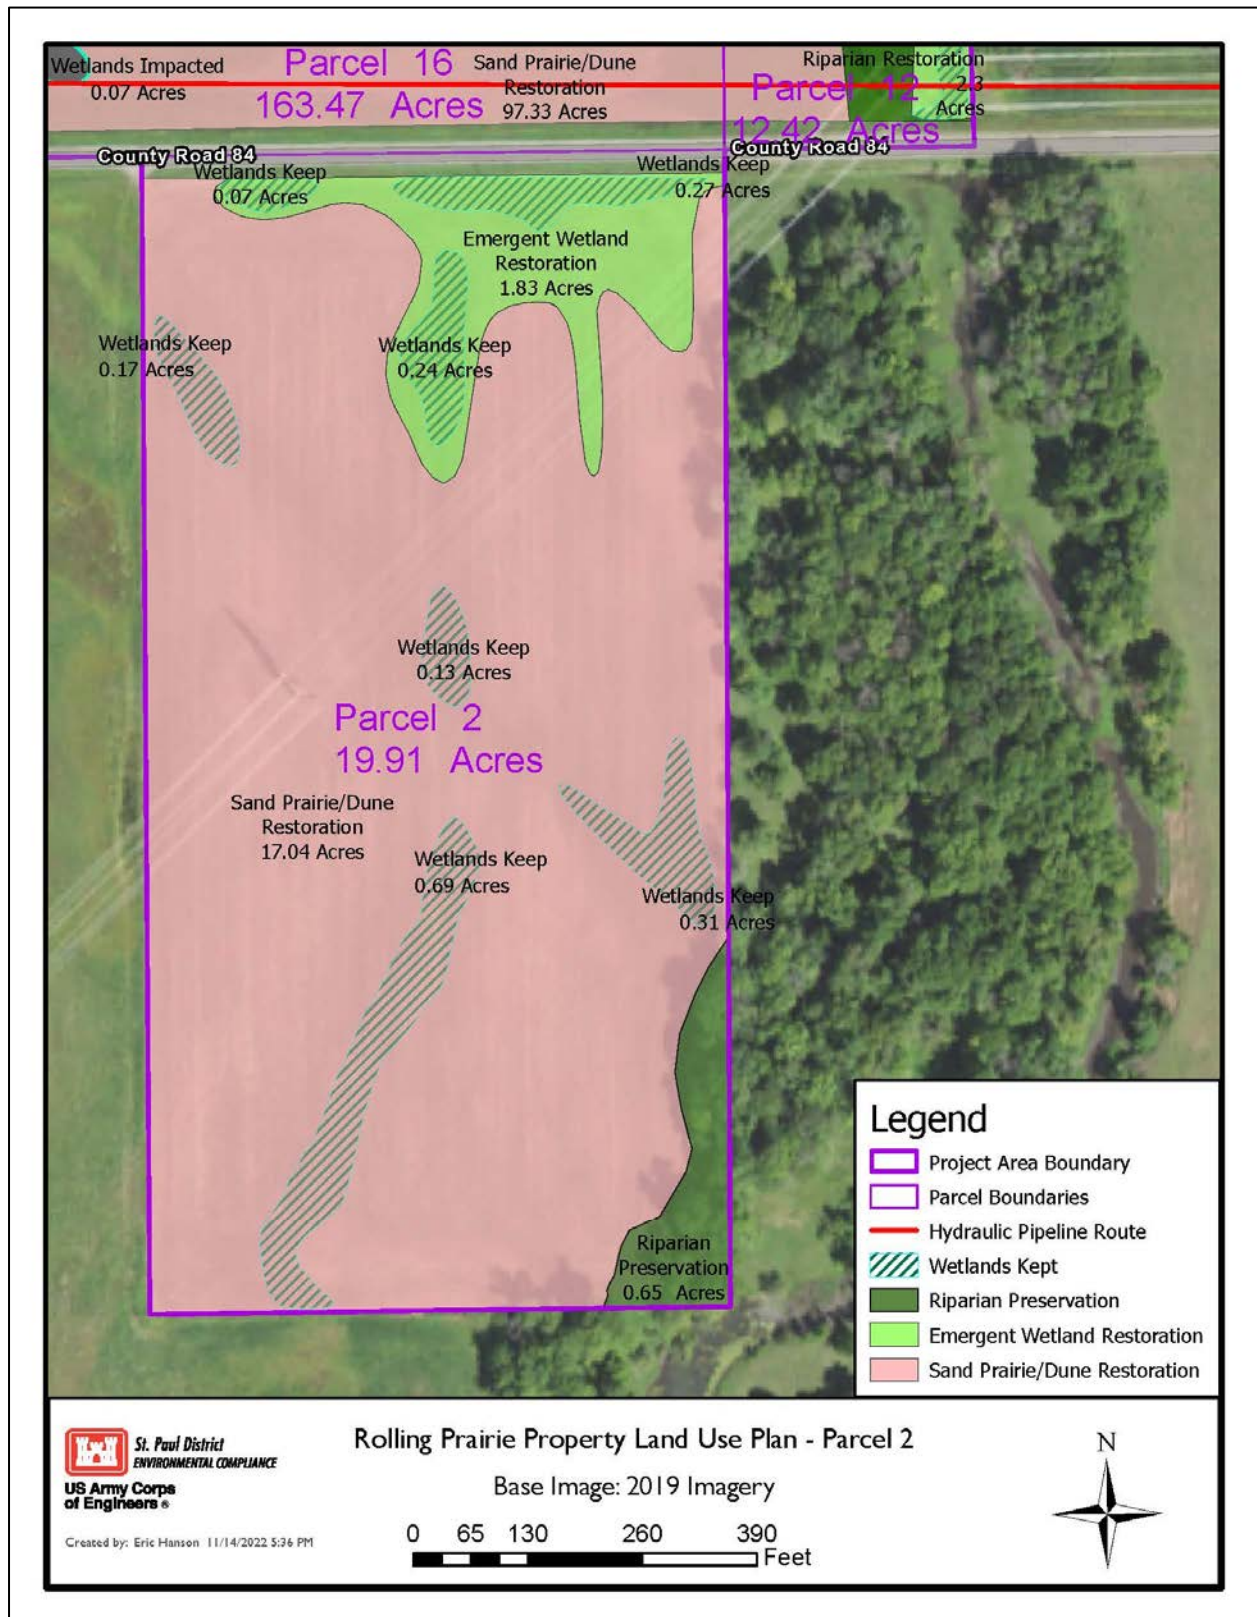 Wetlands Impacted
0.07 Acres
Parcel 16
163.47 Acres
Sand Prairie/Dune
Restoration
97.33 Acres
Riparian Restoration
2.3
Acres
Parcel 12
12.42 Acres
County Road 84
County Road 84
Wetlands Keep
0.07 Acres
Wetlands Keep
0.27 Acres
Emergent Wetland
Restoration
1.83 Acres
Wetlands Keep
0.17 Acres
Wetlands Keep
0.24 Acres
Wetlands Keep
0.13 Acres
Parcel 2
19.91 Acres
Sand Prairie/Dune
Restoration
17.04 Acres
Wetlands Keep
0.69 Acres
Wetlands Keep
0.31 Acres
Riparian
Preservation
0.65 Acres
Legend
Project Area Boundary
Parcel Boundaries
Hydraulic Pipeline Route
Wetlands Kept
Riparian Preservation
Emergent Wetland Restoration
Sand Prairie/Dune Restoration
St. Paul District
ENVIRONMENTAL COMPLIANCE
US Army Corps
of Engineers ®
Created by: Eric Hanson 11/14/2022 5:36 PM
Rolling Prairie Property Land Use Plan - Parcel 2
Base Image: 2019 Imagery
0 65 130 260 390
Feet
N